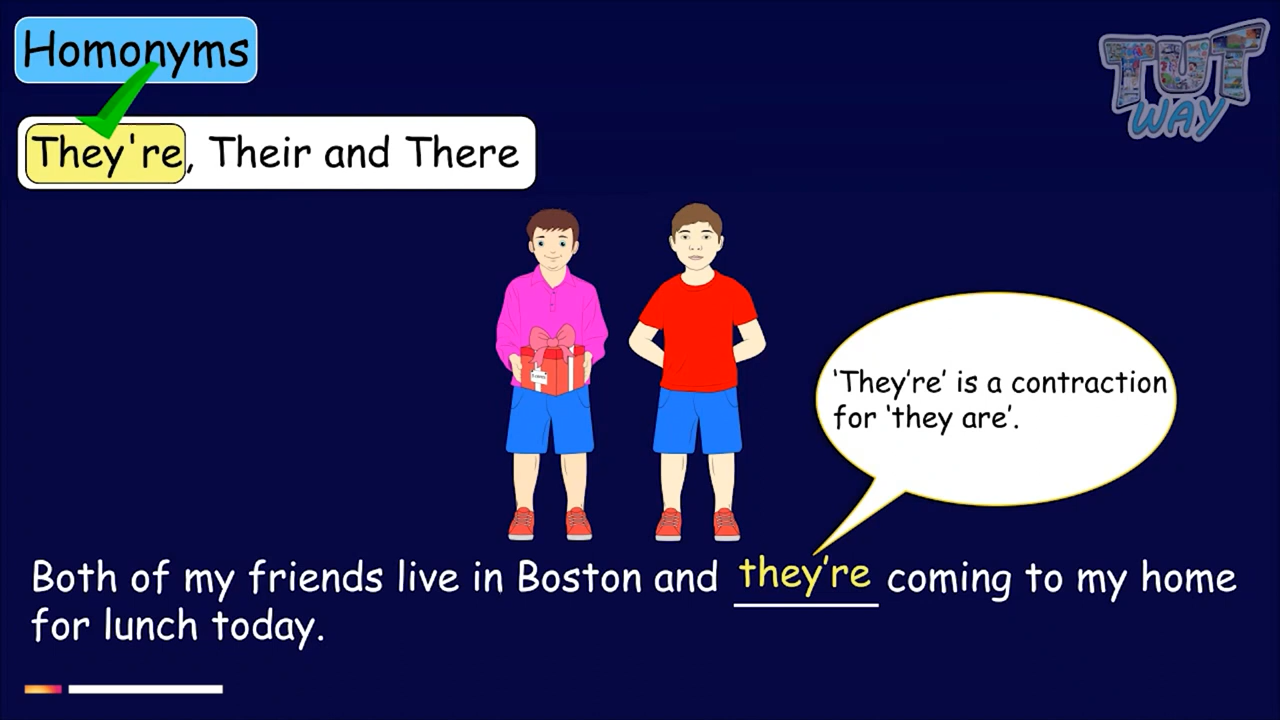 Homonyms
TUT
WAY
They're, Their and There
‘They’re’ is a contraction
for ‘they are’.
Both of my friends live in Boston and they’re coming to my home
for lunch today.